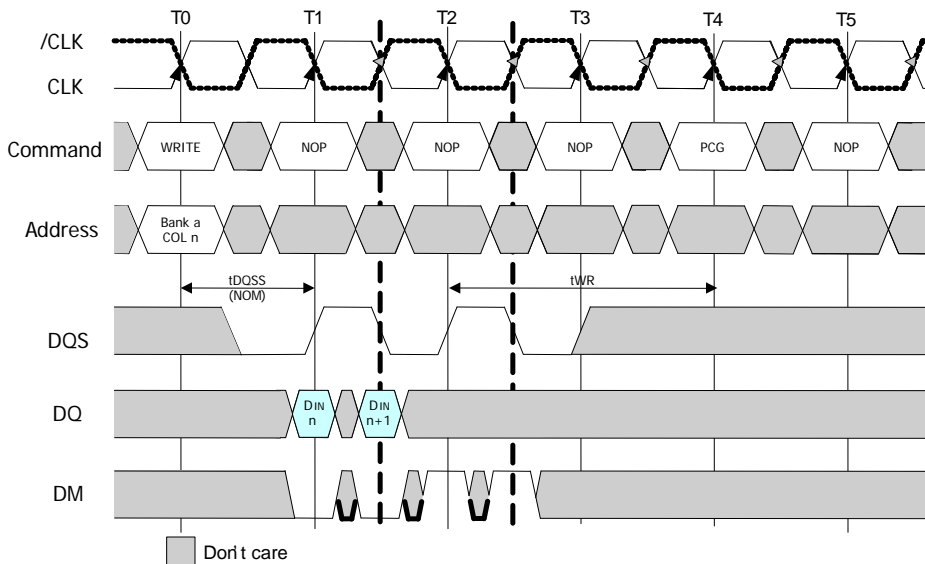 T0 T1 T2 T3 T4 T5
/CLK
CLK
Command WRITE NOP NOP NOP PCG NOP
Address Bank a
COL n
tDQSS
(NOM)
tWR
DQS
DQ DIN
n
DIN
n+1
DM
Don't care